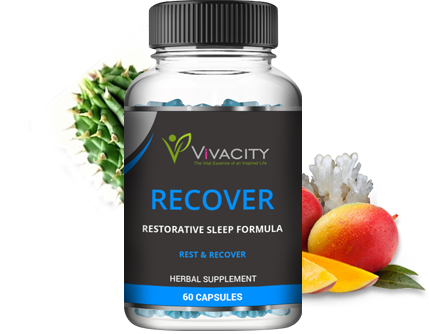 VIVACITY
The Vital Essence of an Inspired Life
RECOVER
RESTORATIVE SLEEP FORMULA
REST & RECOVER
HERBAL SUPPLEMENT
60 CAPSULES